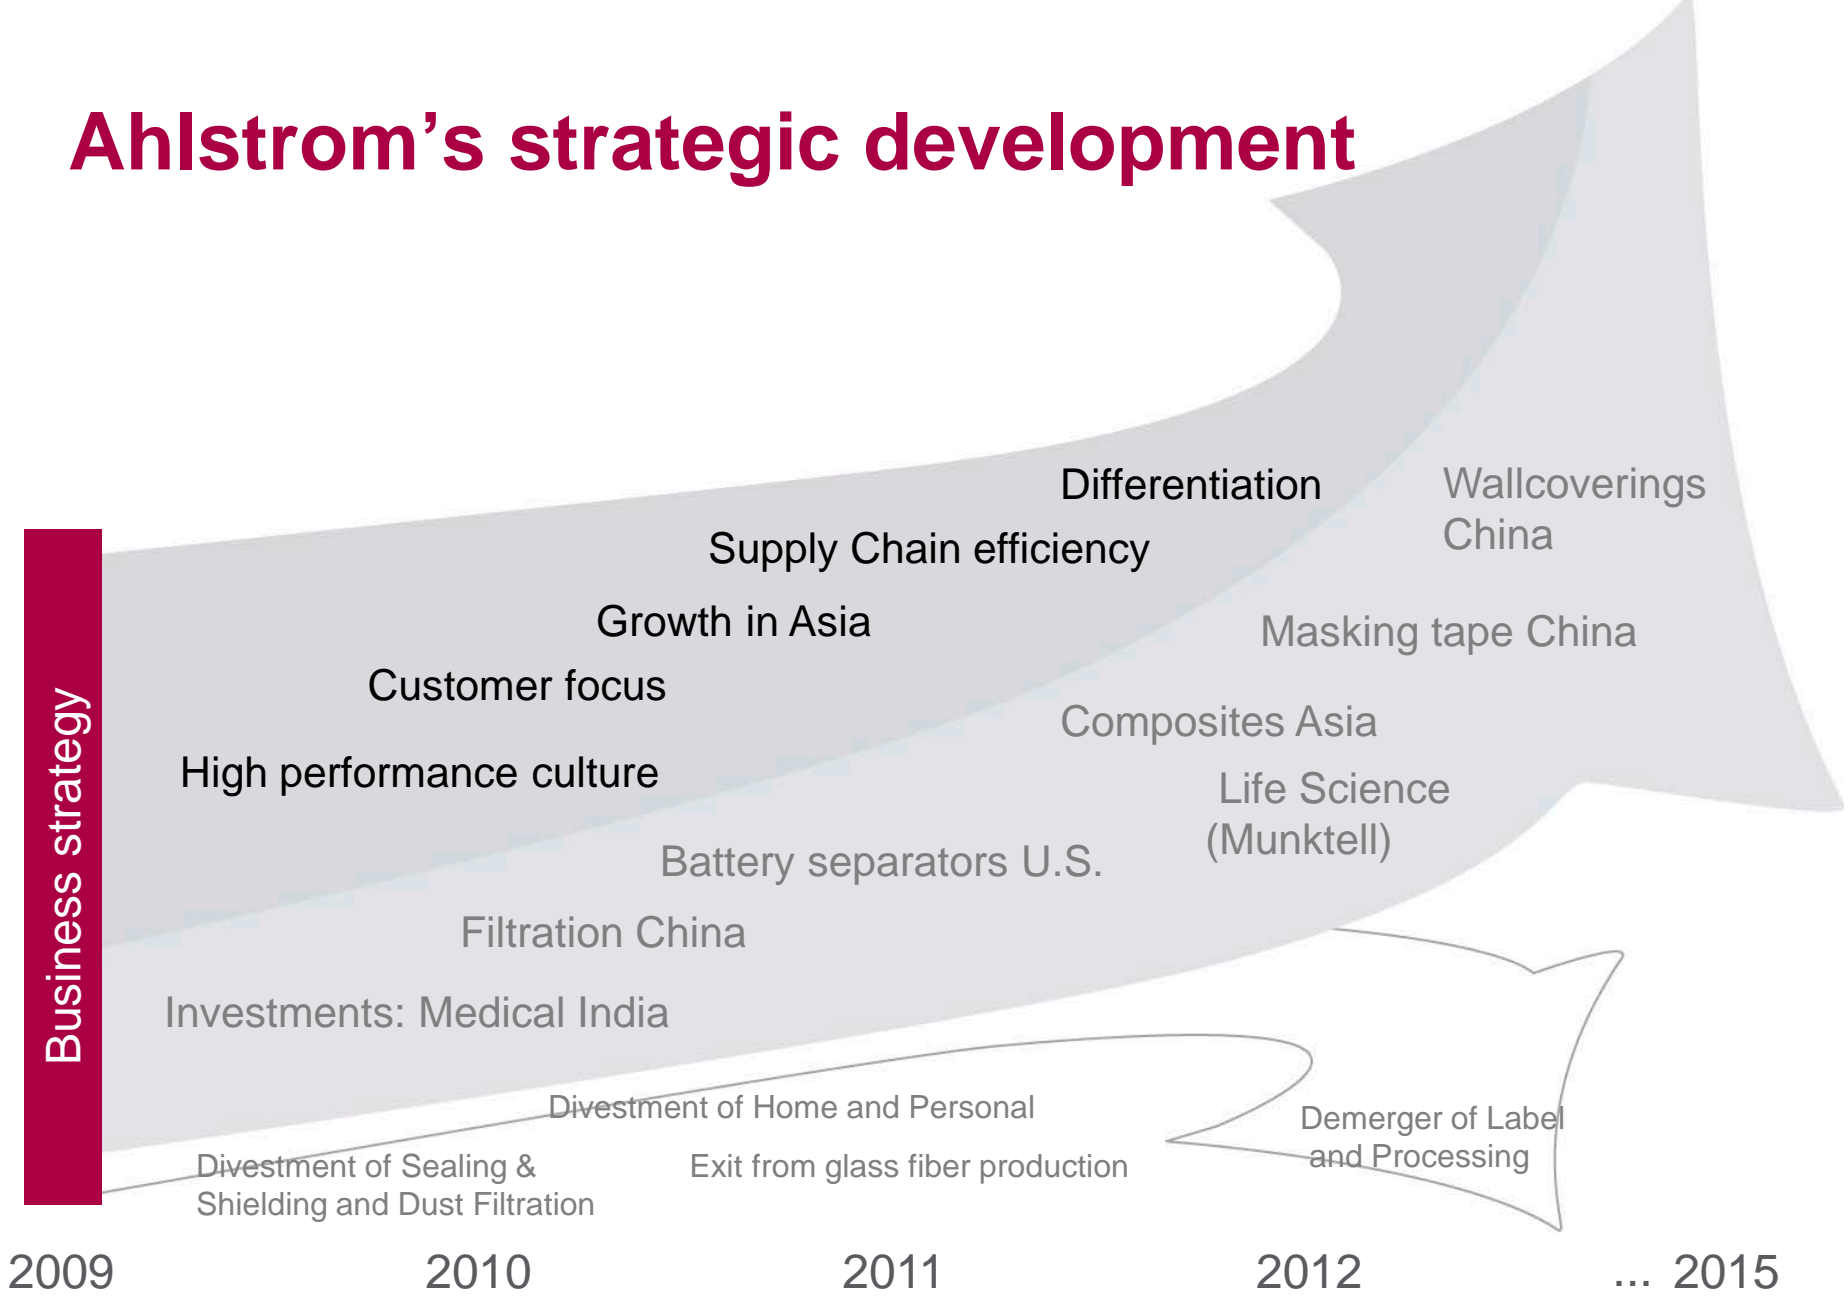 Ahlstrom’s strategic development
Business strategy
Differentiation
Supply Chain efficiency
Growth in Asia
Customer focus
High performance culture
Wallcoverings
China
Masking tape China
Composites Asia
Life Science
(Munktell)
Battery separators U.S.
Filtration China
Investments: Medical India
Divestment of Home and Personal
Divestment of Sealing &
Shielding and Dust Filtration
Exit from glass fiber production
Demerger of Label
and Processing
2009 2010 2011 2012 ... 2015